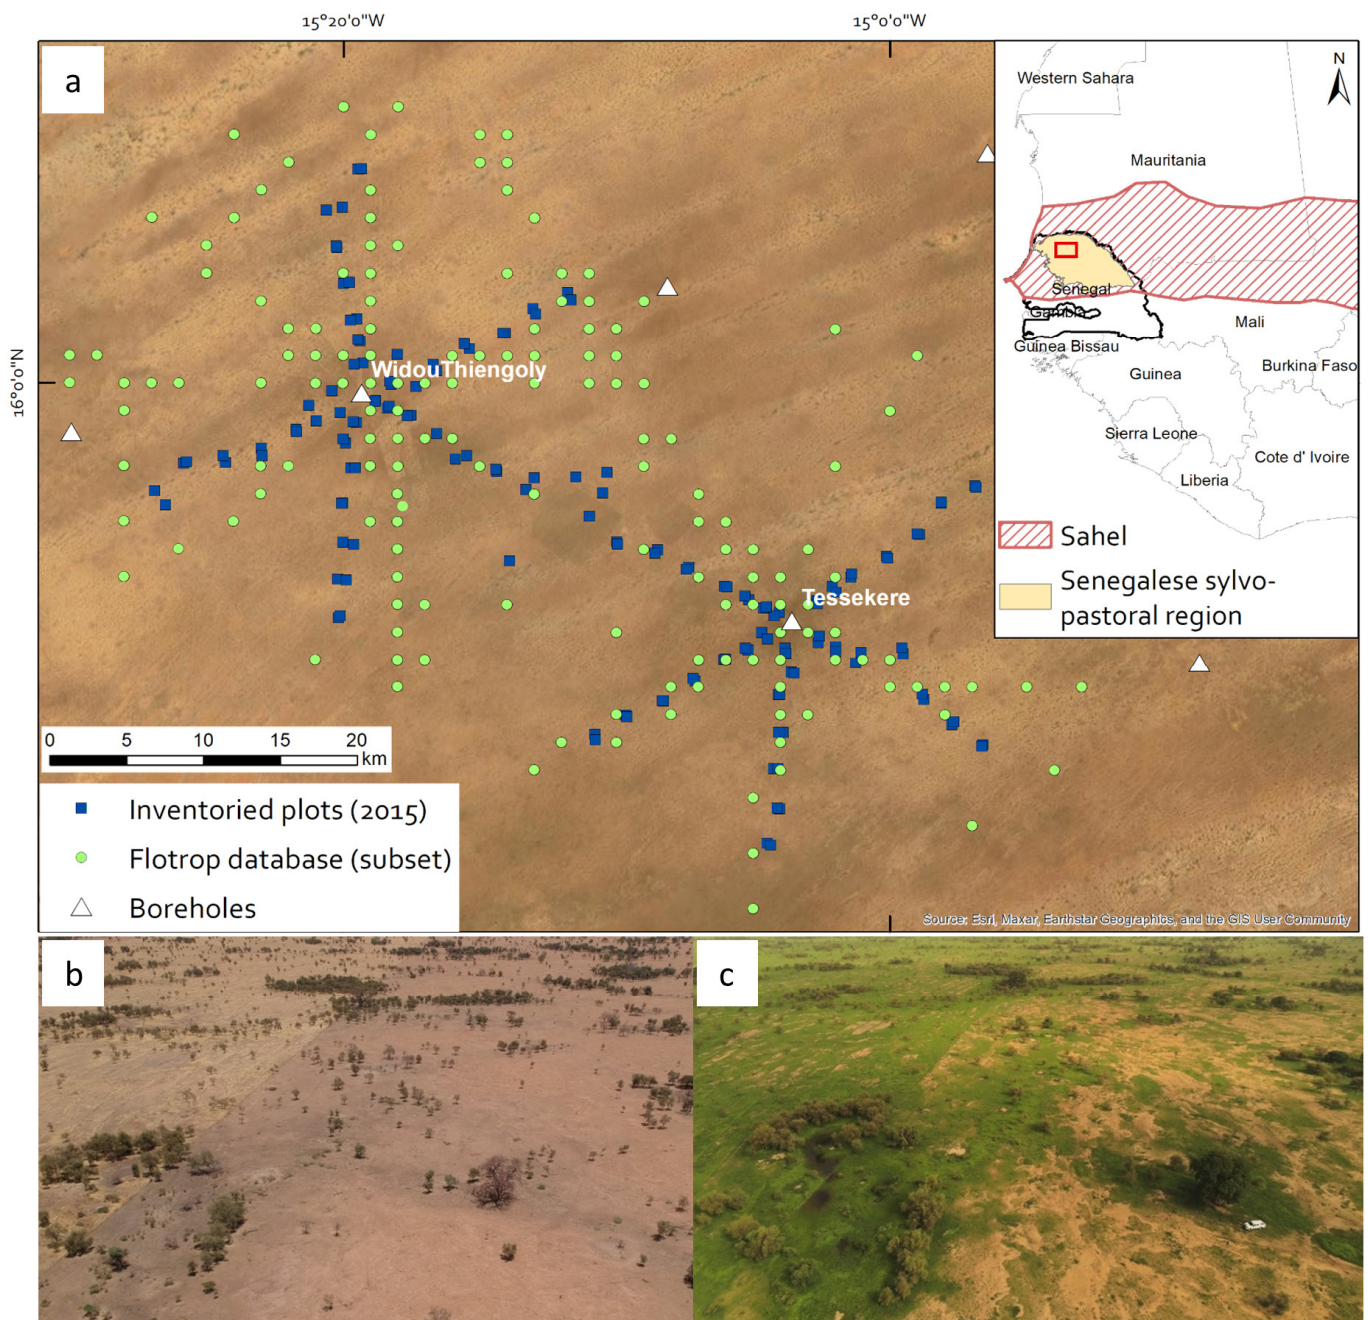 15°20'0"W
15°0'0"W
a
16°0'0"N
WidouThiengoly
Tessekere
N
Western Sahara
Mauritania
Senegal
Gambia
Mali
Guinea Bissau
Burkina Faso
Guinea
Sierra Leone
Cote d' Ivoire
Liberia
Sahel
Senegalese sylvo-
pastoral region
0 5 10 15 20
km
Inventoried plots (2015)
Flotrop database (subset)
Boreholes
Source: Esri, Maxar, Earthstar Geographics, and the GIS User Community
b
c